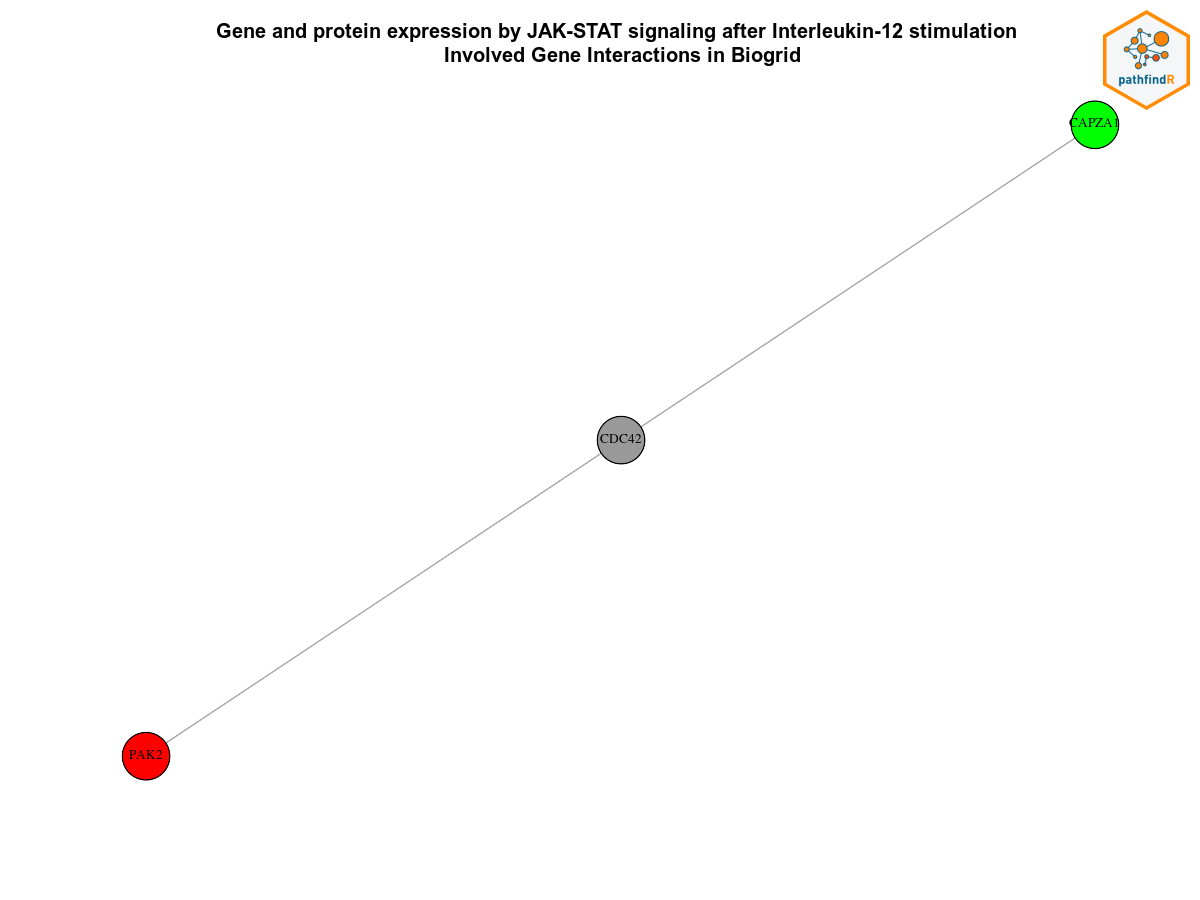 Gene and protein expression by JAK-STAT signaling after Interleukin-12 stimulation
Involved Gene Interactions in Biogrid
pathfindR
CAPZA1
CDC42
PAK2